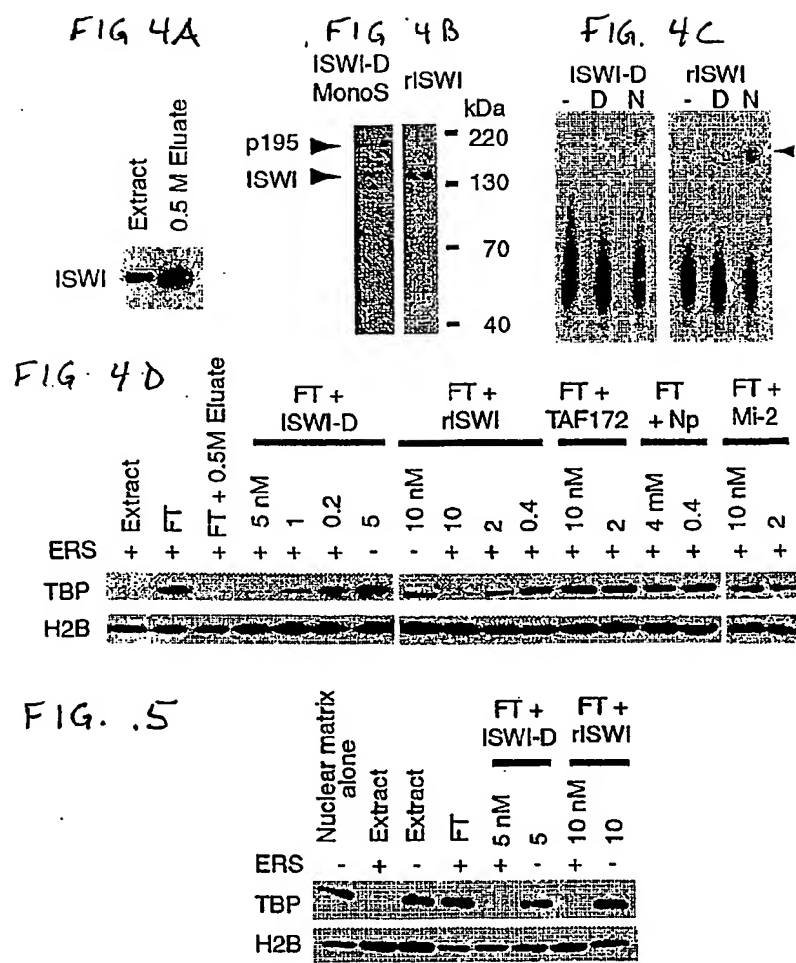 FIG 4A
FIG 4B
FIG. 4C
ISWI-D
MonoS
rISWI
kDa
p195
ISWI
220
130
70
40
ISWI-D
- D N
rISWI
- D N
Extract
0.5 M Eluate
ISWI
FIG. 4D
Extract
FT
FT + 0.5M Eluate
FT +
ISWI-D
5 nM
1
0.2
5
FT +
rISWI
10 nM
10
2
0.4
FT +
TAF172
10 nM
2
FT
+ Np
4 mM
0.4
FT +
Mi-2
10 nM
2
ERS + + + + + + - - + + + + + + + + +
TBP
H2B
FIG. .5
Nuclear matrix
alone
Extract
Extract
FT
FT +
ISWI-D
5 nM
5
FT +
rISWI
10 nM
10
ERS - + - + + - + -
TBP
H2B